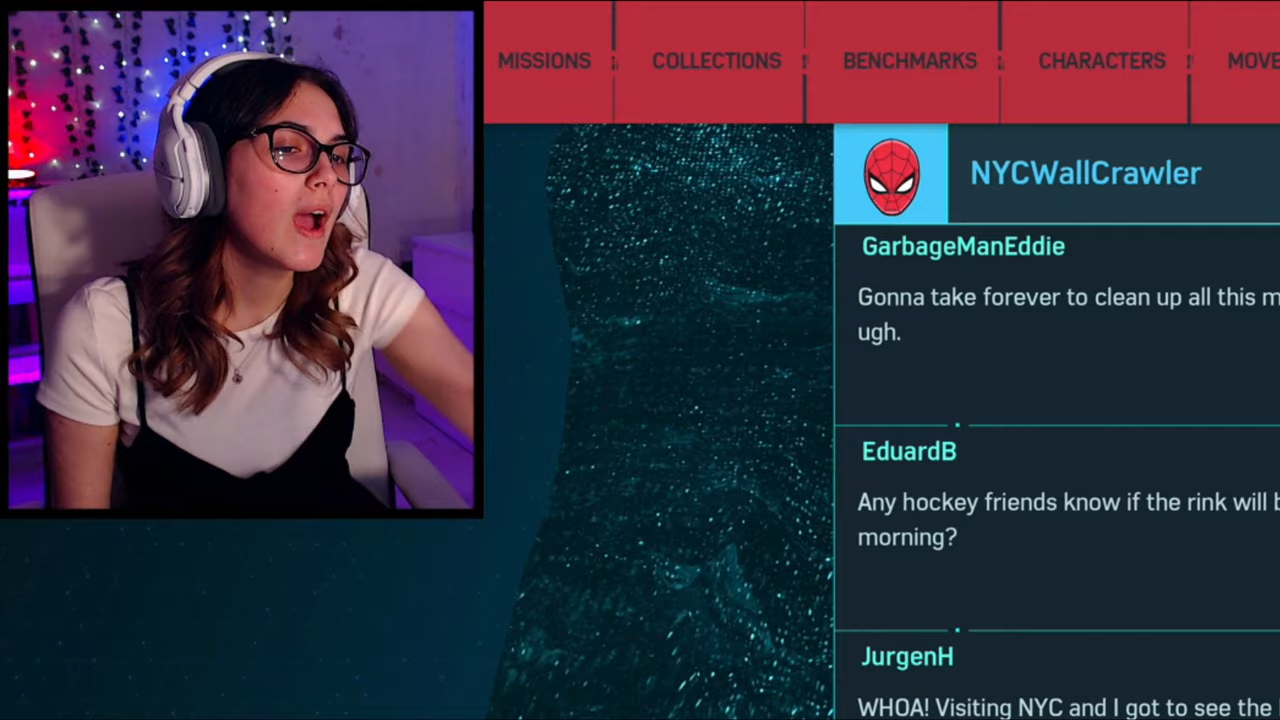 MISSIONS
COLLECTIONS
BENCHMARKS
CHARACTERS
NYCWallCrawler
GarbageManEddie
Gonna take forever to clean up all this
ugh.
EduardB
Any hockey friends know if the rink will
morning?
JurgenH
WHOA! Visiting NYC and I got to see the